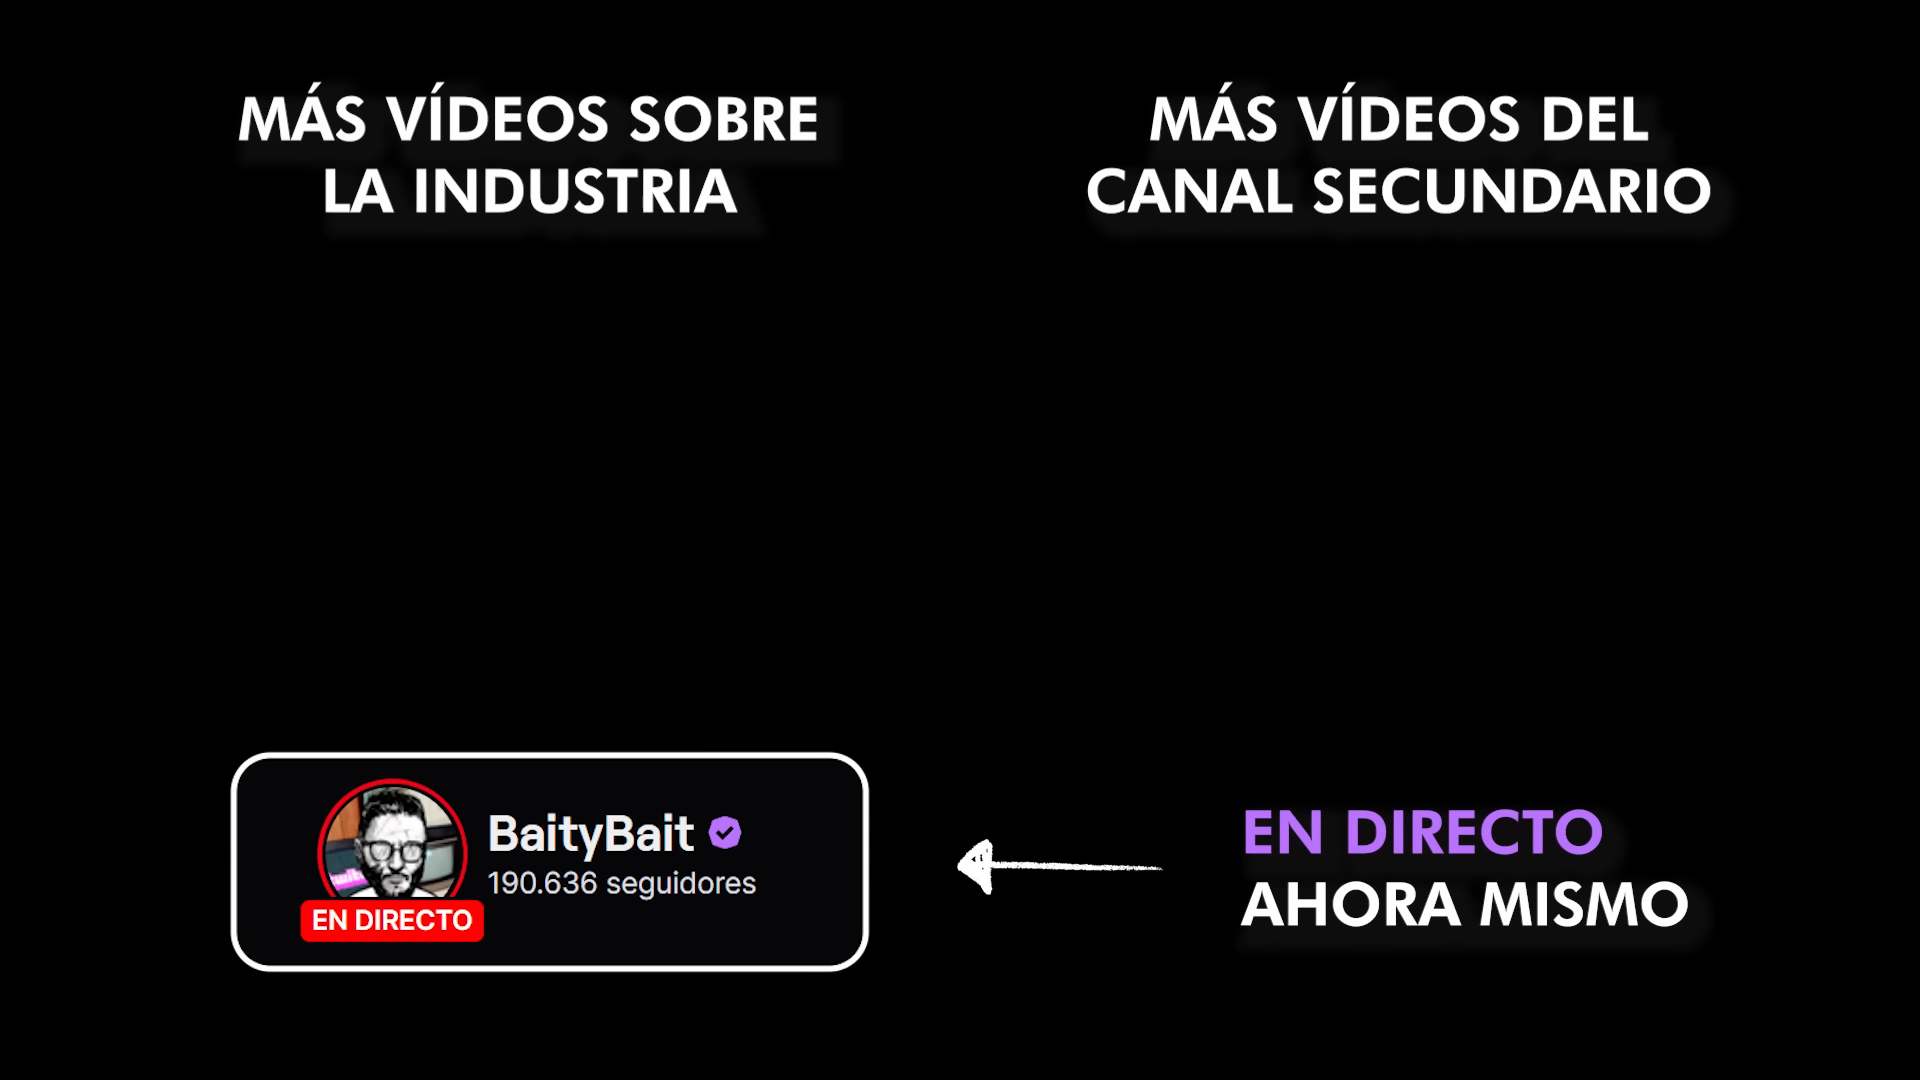 MÁS VÍDEOS SOBRE
LA INDUSTRIA
MÁS VÍDEOS DEL
CANAL SECUNDARIO
BaityBait
190.636 seguidores
EN DIRECTO
EN DIRECTO
AHORA MISMO